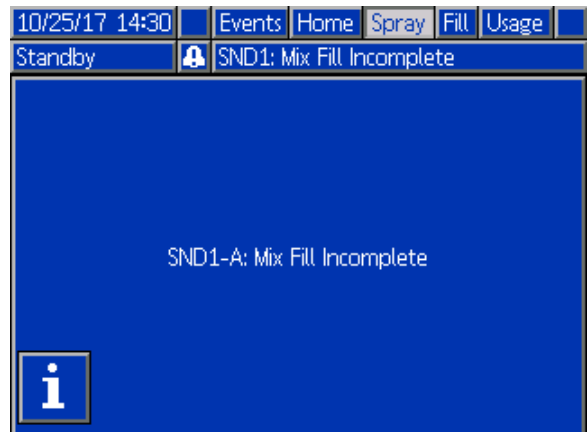 10/25/17 14:30 Events Home Spray Fill Usage
Standby SND1: Mix Fill Incomplete
SND1-A: Mix Fill Incomplete
i